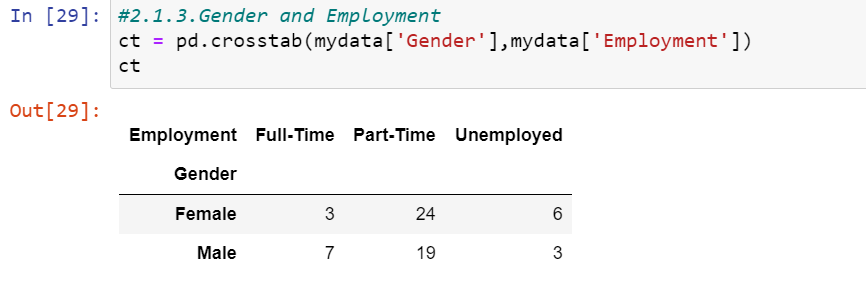 In [29]: #2.1.3.Gender and Employment
ct = pd.crosstab(mydata['Gender'],mydata['Employment'])
ct
Out[29]:
Employment Full-Time Part-Time Unemployed
Gender
Female 3 24 6
Male 7 19 3